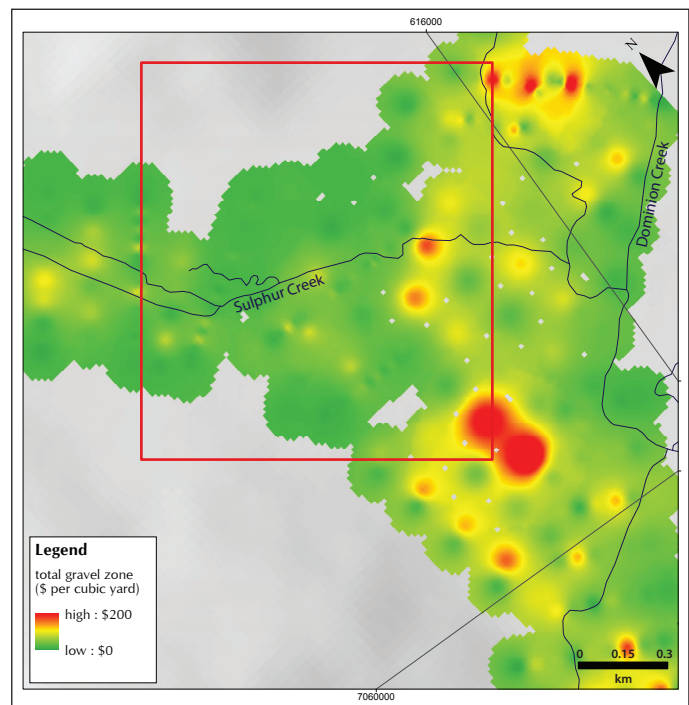 616000
N
Dominion Creek
Sulphur Creek
Legend
total gravel zone
($ per cubic yard)
high : $200
low : $0
0 0.15 0.3
km
7060000